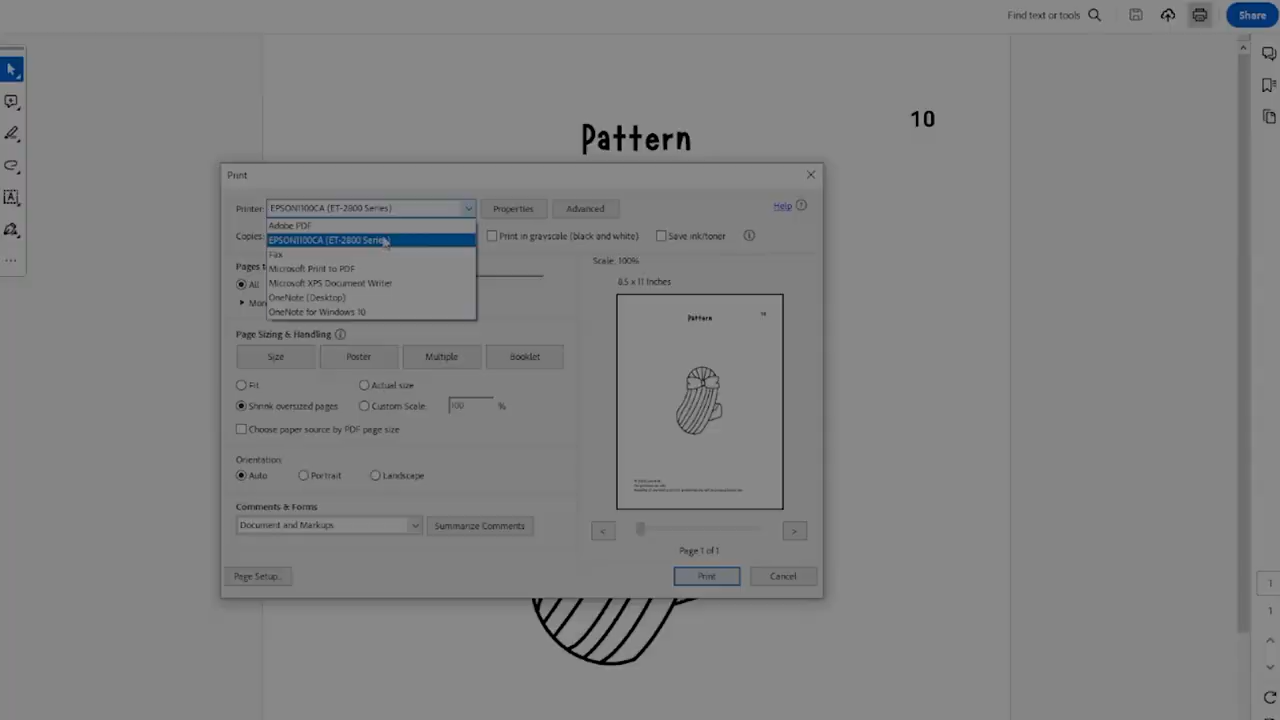 Find text or tools
Share
10
Pattern
Print
Printer: EPSON1100CA (ET-2800 Series)
Properties
Advanced
Help
Adobe PDF
EPSON1100CA (ET-2800 Series)
Fax
Microsoft Print to PDF
Microsoft XPS Document Writer
OneNote (Desktop)
OneNote for Windows 10
Copies:
Print in grayscale (black and white)
Save ink/toner
Scale: 100%
8.5 x 11 Inches
Pages
All
Page Sizing & Handling
Size
Poster
Multiple
Booklet
Fit
Actual size
Shrink oversized pages
Custom Scale:
100
%
Choose paper source by PDF page size
Orientation:
Auto
Portrait
Landscape
Comments & Forms
Document and Markups
Summarize Comments
Pattern
10
<
>
Page 1 of 1
Page Setup...
Print
Cancel
1
1